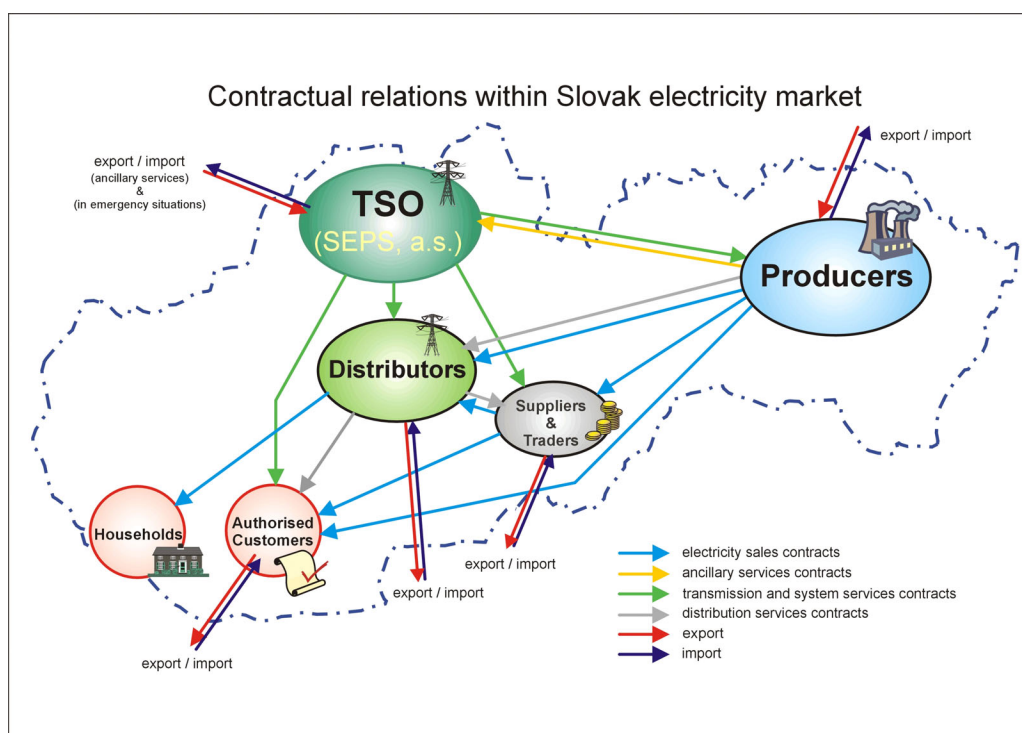 Contractual relations within Slovak electricity market
export / import
export / import
(ancillary services)
&
(in emergency situations)
TSO
(SEPS, a.s.)
Producers
Distributors
Suppliers
&
Traders
Households
Authorised
Customers
export / import
export / import
export / import
electricity sales contracts
ancillary services contracts
transmission and system services contracts
distribution services contracts
export
import